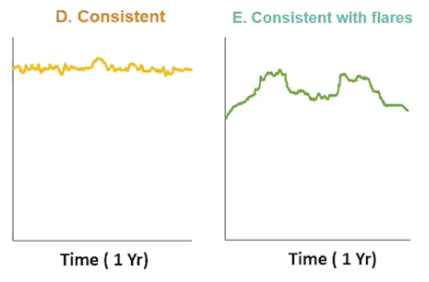 D. Consistent
E. Consistent with flares
Time ( 1 Yr)
Time ( 1 Yr)